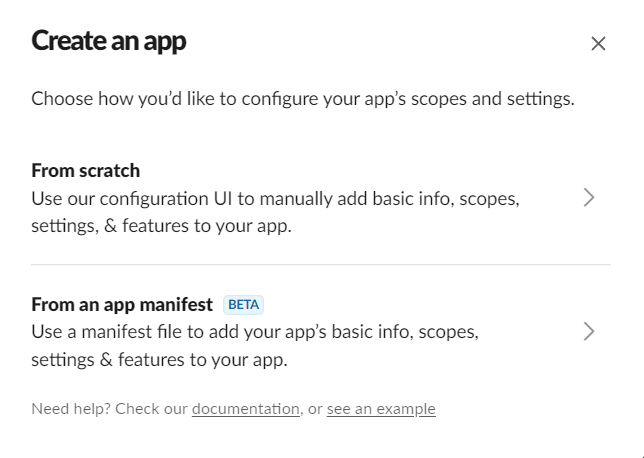 Create an app
Choose how you'd like to configure your app's scopes and settings.
From scratch
Use our configuration UI to manually add basic info, scopes,
settings, & features to your app.
From an app manifest BETA
Use a manifest file to add your app's basic info, scopes,
settings & features to your app.
Need help? Check our documentation, or see an example